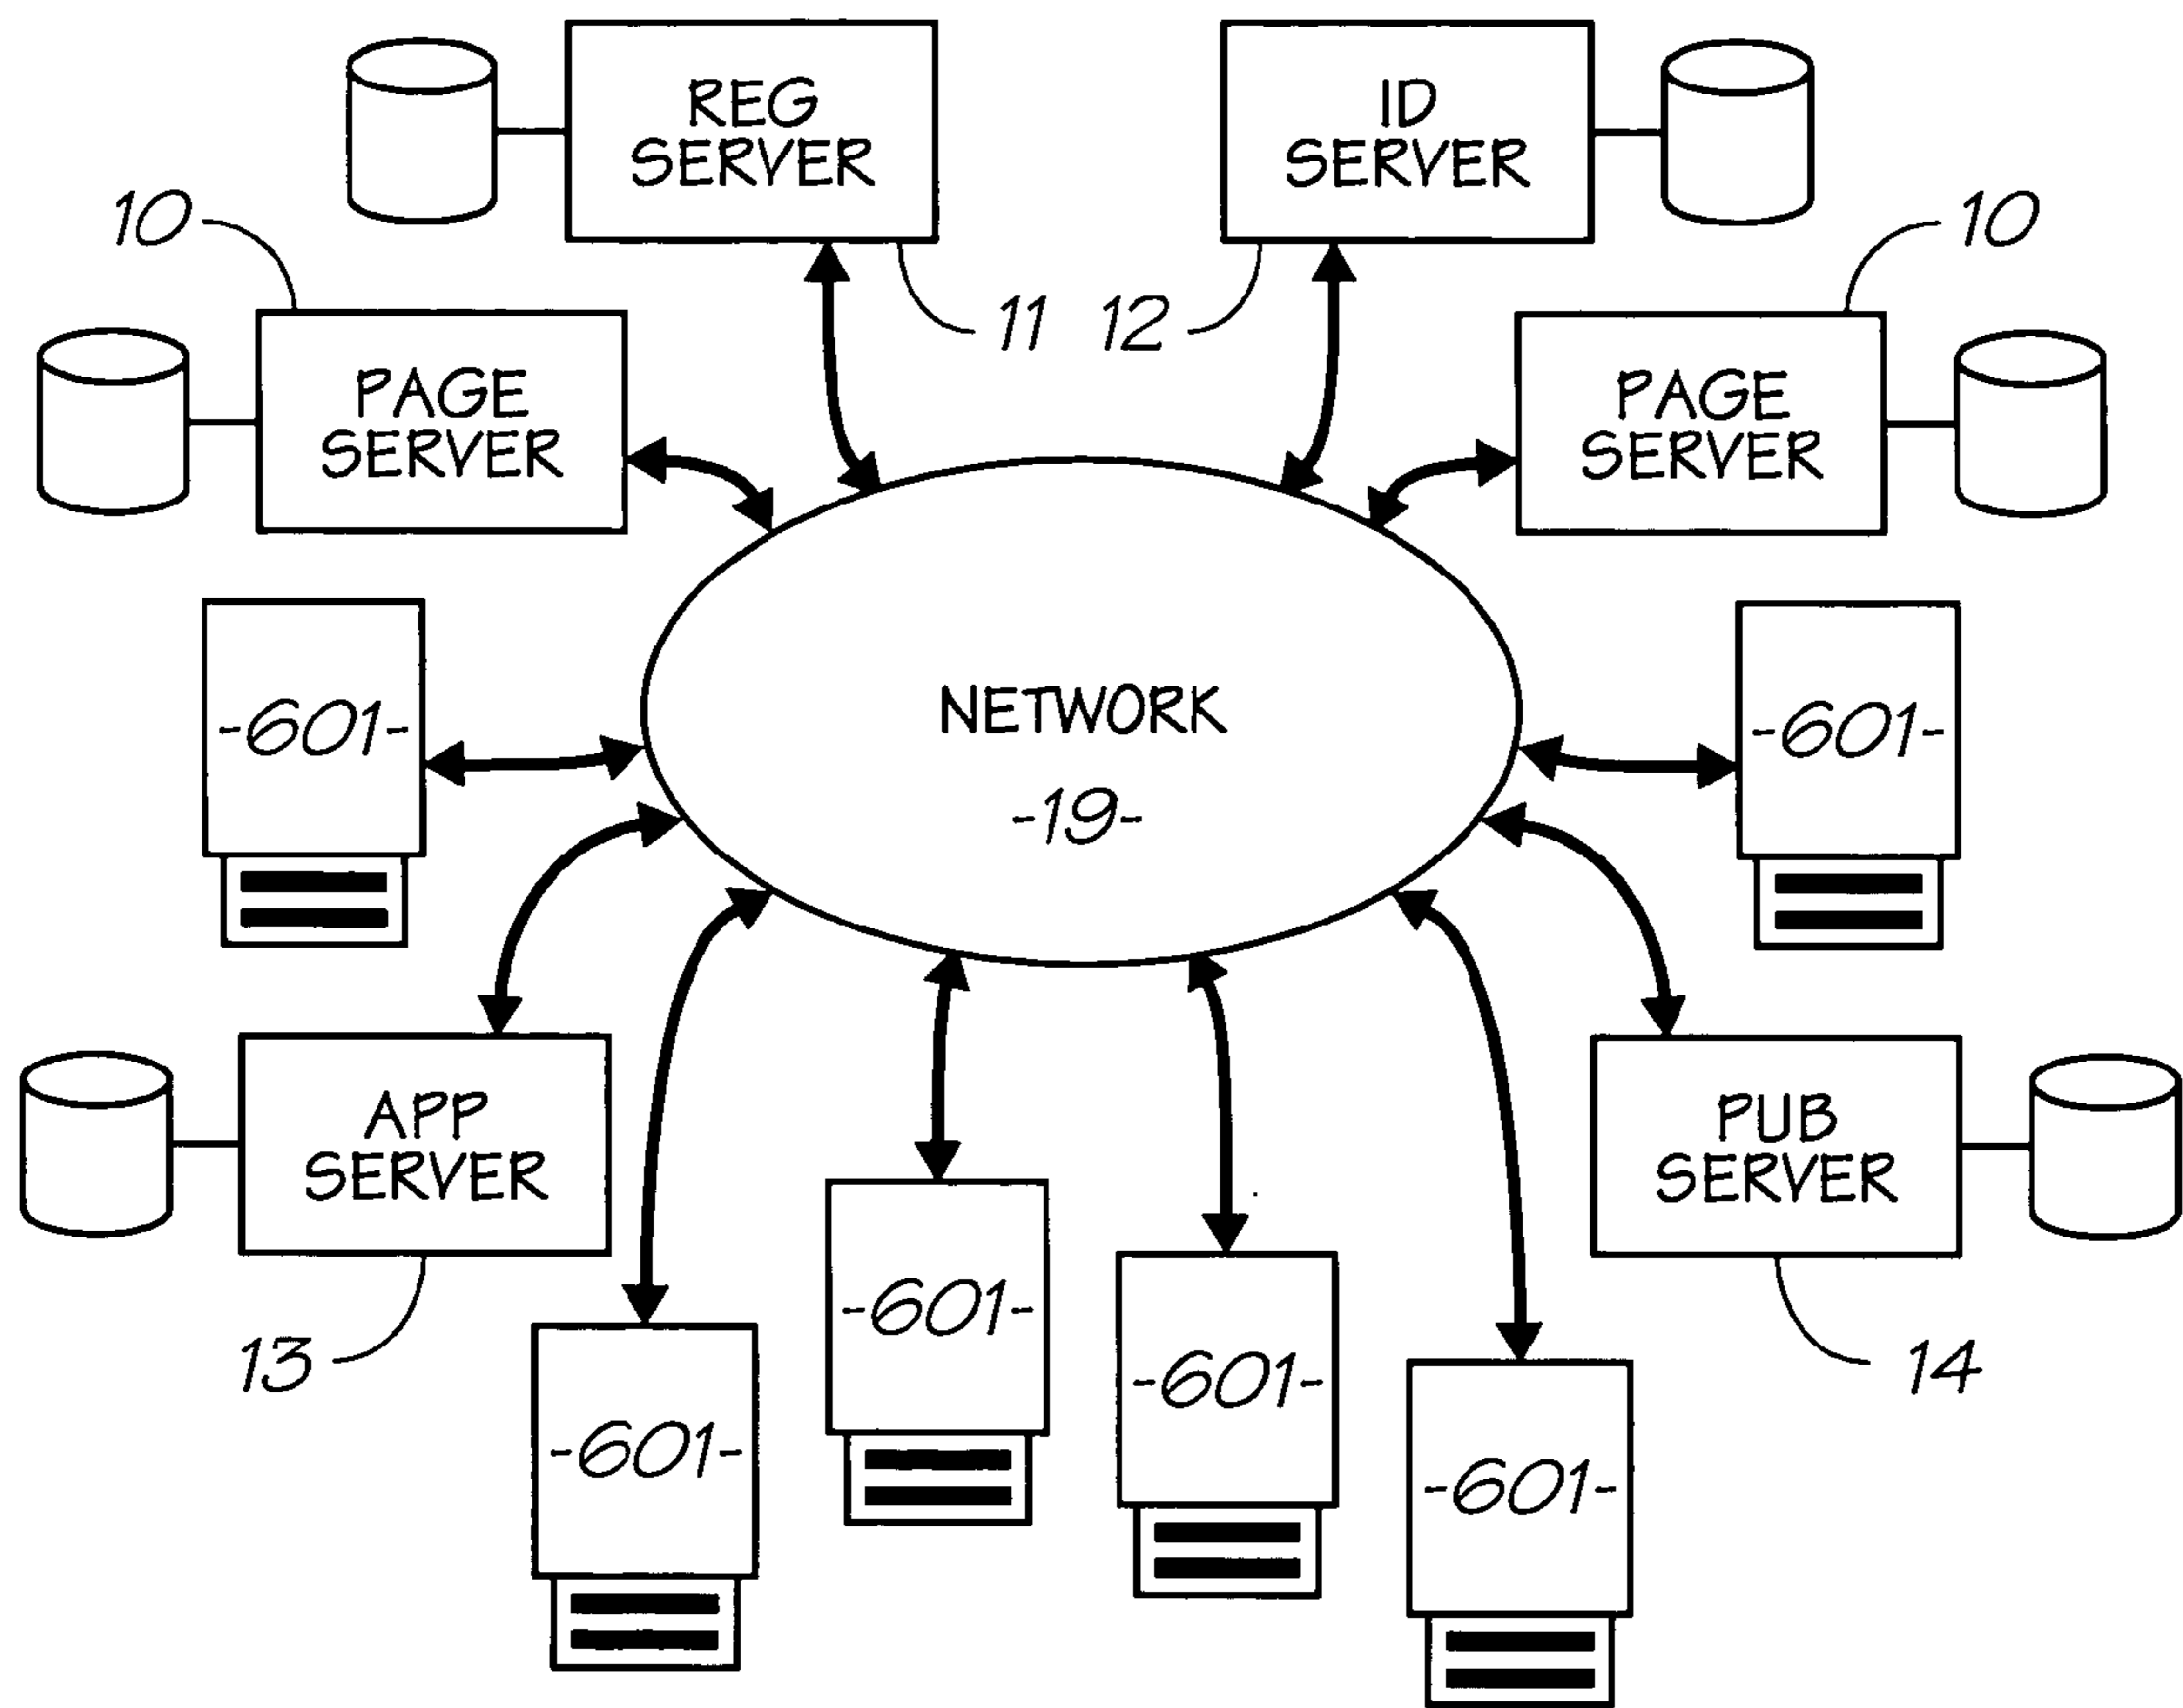 REG
SERVER
ID
SERVER
10
10
11
12
PAGE
SERVER
PAGE
SERVER
-601-
NETWORK
-19-
-601-
APP
SERVER
PUB
SERVER
13
-601-
-601-
-601-
-601-
14